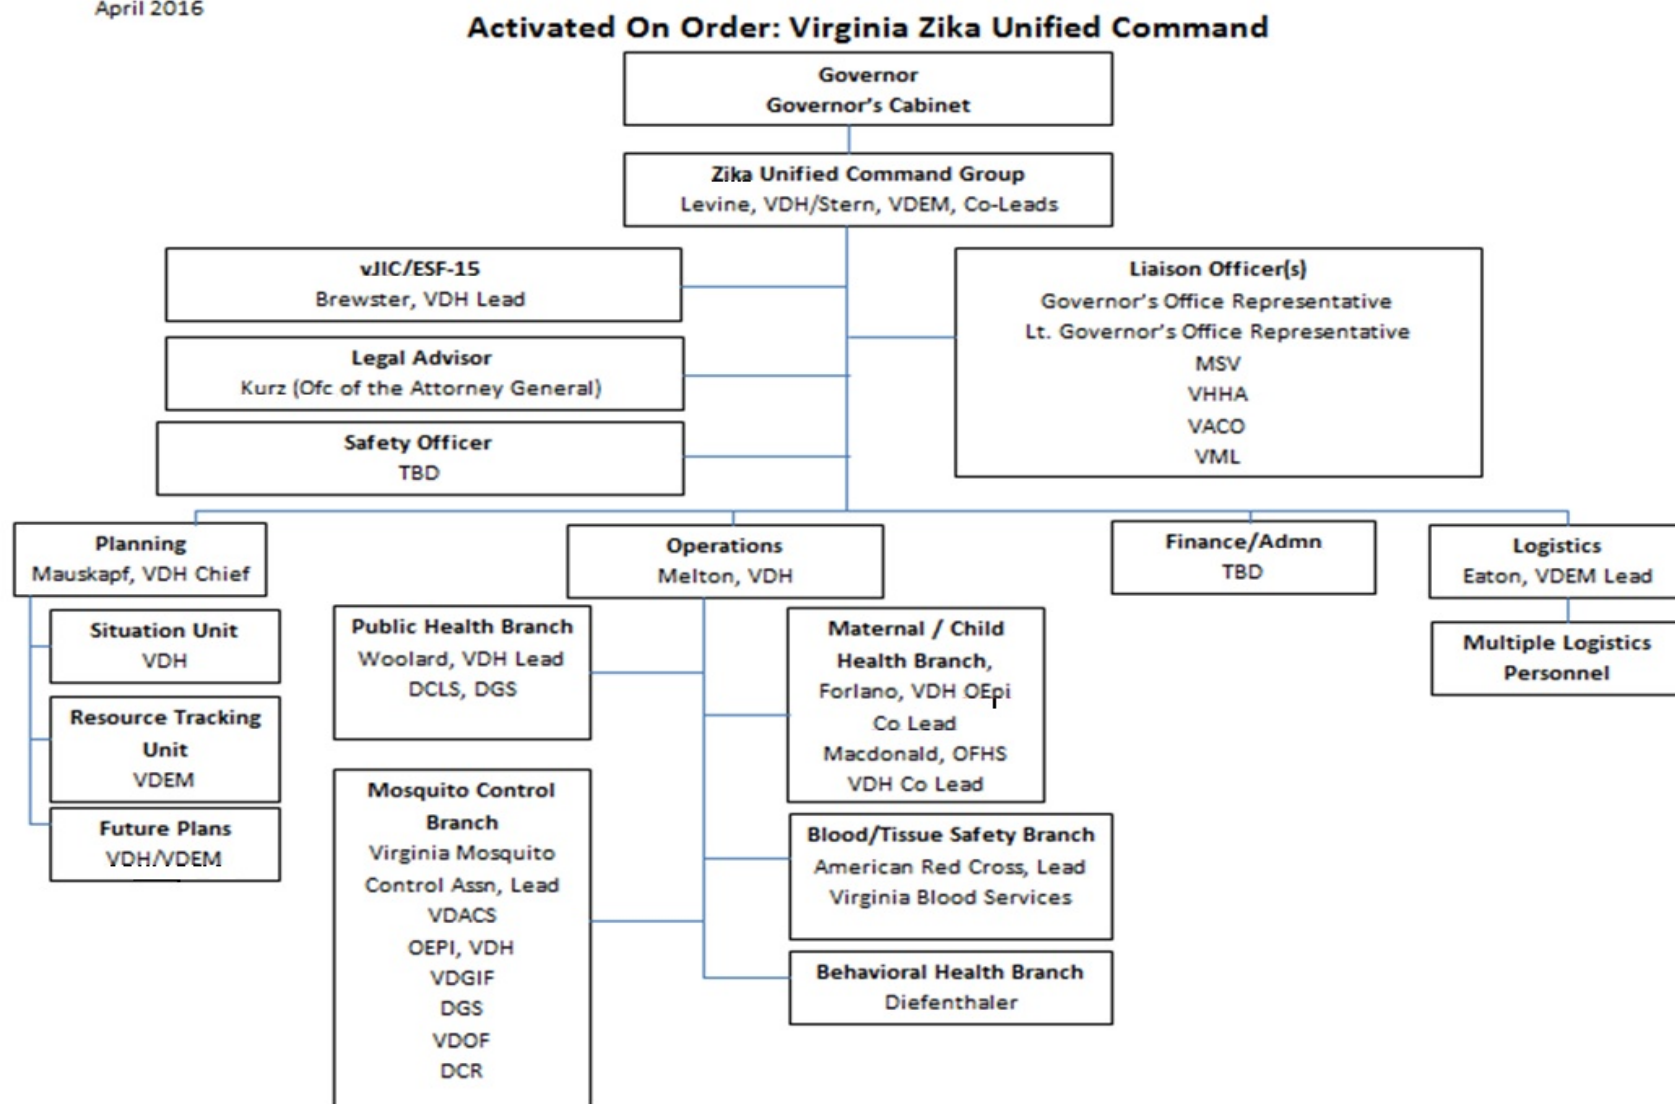 April 2016
Activated On Order: Virginia Zika Unified Command
Governor
Governor's Cabinet
Zika Unified Command Group
Levine, VDH/Stern, VDEM, Co-Leads
vJIC/ESF-15
Brewster, VDH Lead
Liaison Officer(s)
Governor's Office Representative
Lt. Governor's Office Representative
MSV
VHHA
VACO
VML
Legal Advisor
Kurz (Ofc of the Attorney General)
Safety Officer
TBD
Planning
Mauskapf, VDH Chief
Situation Unit
VDH
Resource Tracking
Unit
VDEM
Future Plans
VDH/VDEM
Operations
Melton, VDH
Public Health Branch
Woolard, VDH Lead
DCLS, DGS
Mosquito Control
Branch
Virginia Mosquito
Control Assn, Lead
VDACS
OEPI, VDH
VDGIF
DGS
VDOF
DCR
Maternal / Child
Health Branch,
Forlano, VDH OEpi
Co Lead
Macdonald, OFHS
VDH Co Lead
Blood/Tissue Safety Branch
American Red Cross, Lead
Virginia Blood Services
Behavioral Health Branch
Diefenthaler
Finance/Admn
TBD
Logistics
Eaton, VDEM Lead
Multiple Logistics
Personnel